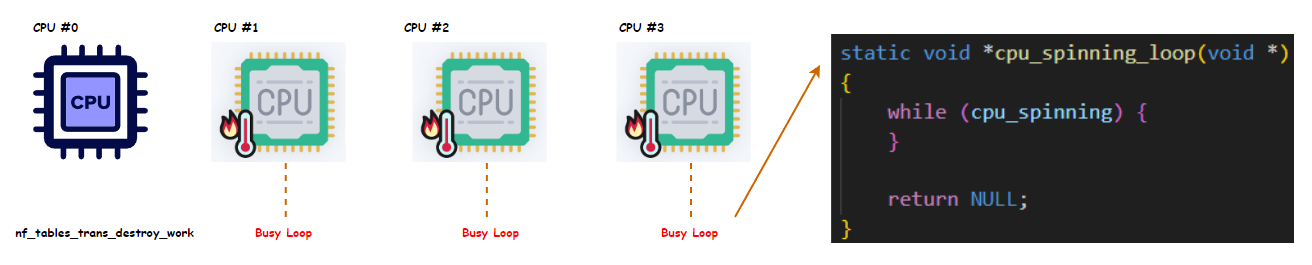 CPU #0
CPU #1
CPU #2
CPU #3
CPU
CPU
CPU
CPU
nf_tables_trans_destroy_work
Busy Loop
Busy Loop
Busy Loop
static void *cpu_spinning_loop(void *)
{
    while (cpu_spinning) {
    }
    return NULL;
}